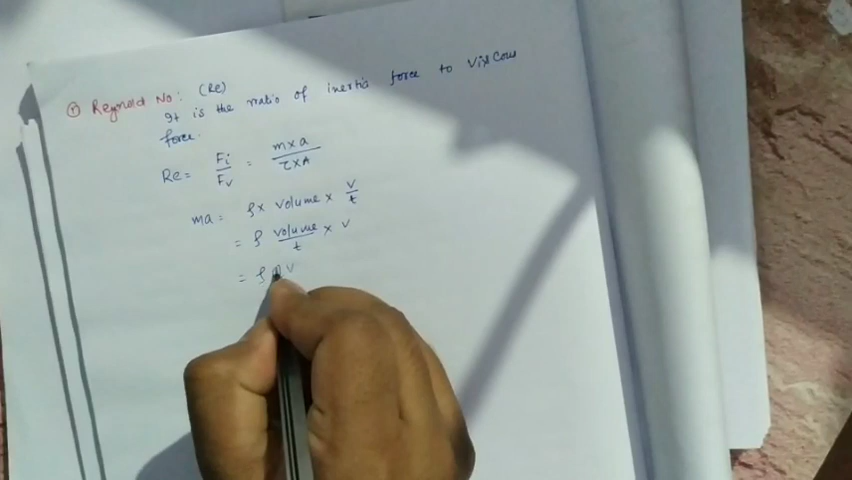 ① Reynold No: (Re)
It is the ratio of inertia force to Viscous
force.
Re = Fi/Fv = m×a/τ×A
ma = ρ× volume × v/t
= ρ volume/t × v
= ρ Q v